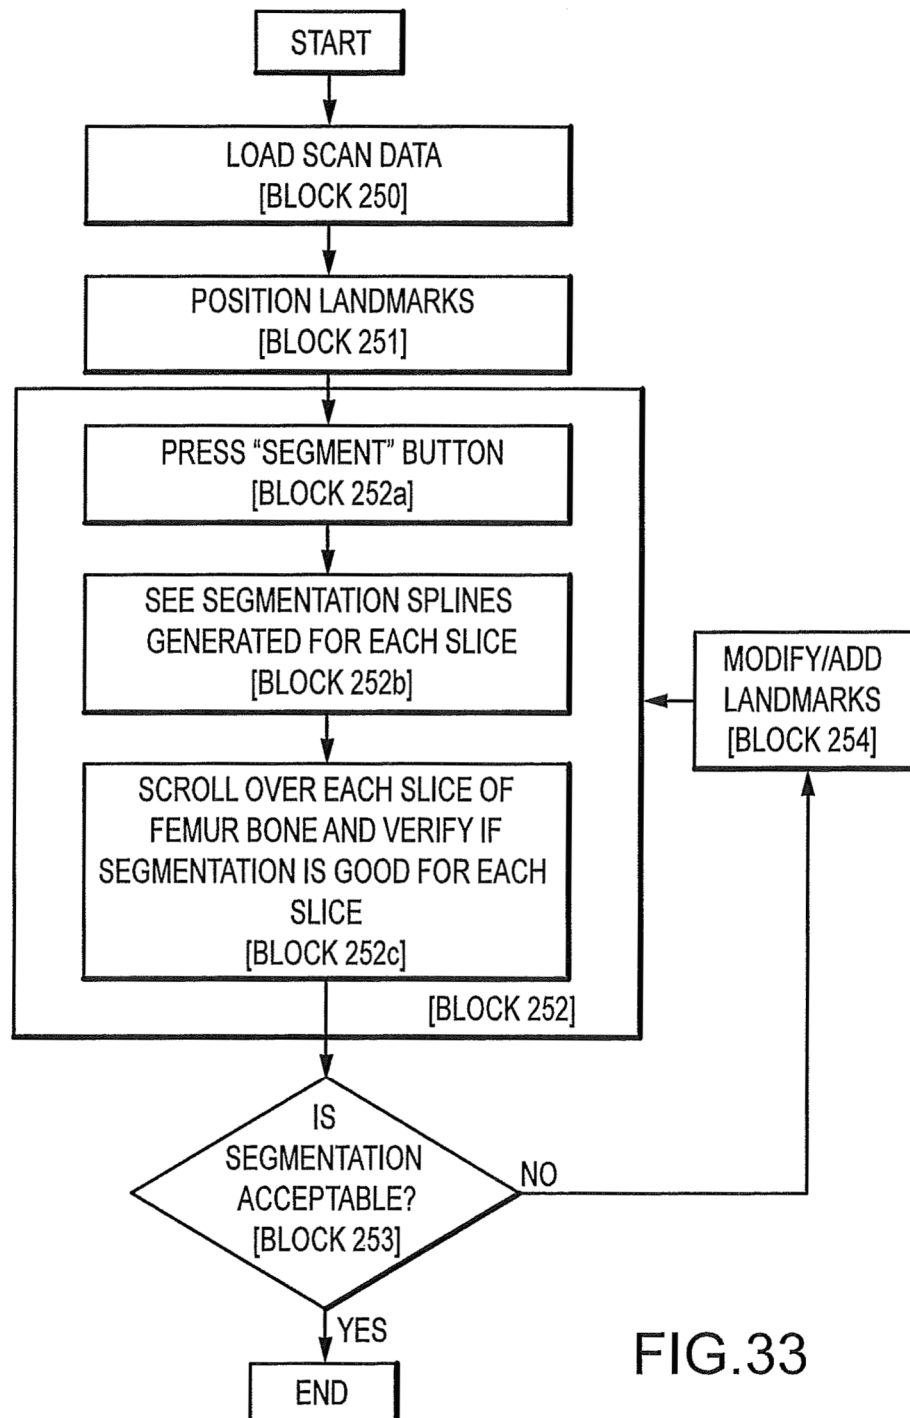 START
LOAD SCAN DATA
[BLOCK 250]
POSITION LANDMARKS
[BLOCK 251]
PRESS “SEGMENT” BUTTON
[BLOCK 252a]
SEE SEGMENTATION SPLINES
GENERATED FOR EACH SLICE
[BLOCK 252b]
SCROLL OVER EACH SLICE OF
FEMUR BONE AND VERIFY IF
SEGMENTATION IS GOOD FOR EACH
SLICE
[BLOCK 252c]
[BLOCK 252]
MODIFY/ADD
LANDMARKS
[BLOCK 254]
IS
SEGMENTATION
ACCEPTABLE?
[BLOCK 253]
NO
YES
END
FIG.33